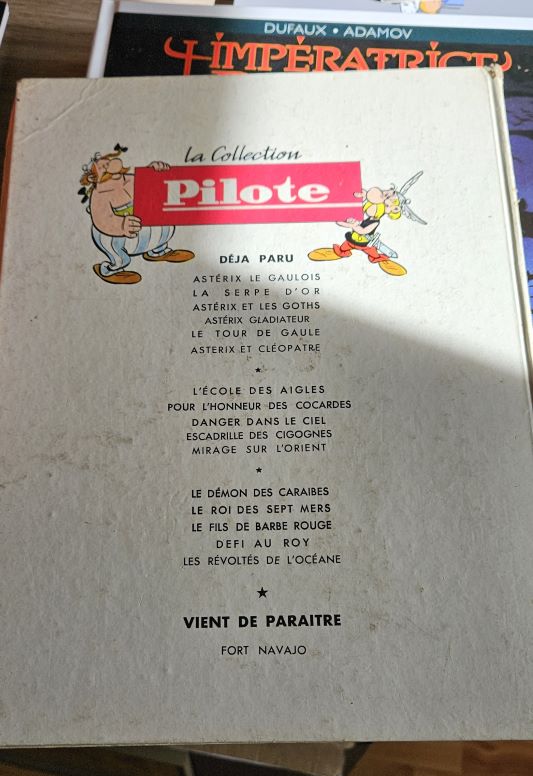 DUFAUX • ADAMOV
L'IMPÉRATRICE
la Collection
Pilote
DÉJA PARU
ASTÉRIX LE GAULOIS
LA SERPE D'OR
ASTÉRIX ET LES GOTHS
ASTÉRIX GLADIATEUR
LE TOUR DE GAULE
ASTERIX ET CLÉOPATRE
★
L'ÉCOLE DES AIGLES
POUR L'HONNEUR DES COCARDES
DANGER DANS LE CIEL
ESCADRILLE DES CIGOGNES
MIRAGE SUR L'ORIENT
★
LE DÉMON DES CARAIBES
LE ROI DES SEPT MERS
LE FILS DE BARBE ROUGE
DEFI AU ROY
LES RÉVOLTÉS DE L'OCÉANE
★
VIENT DE PARAITRE
FORT NAVAJO